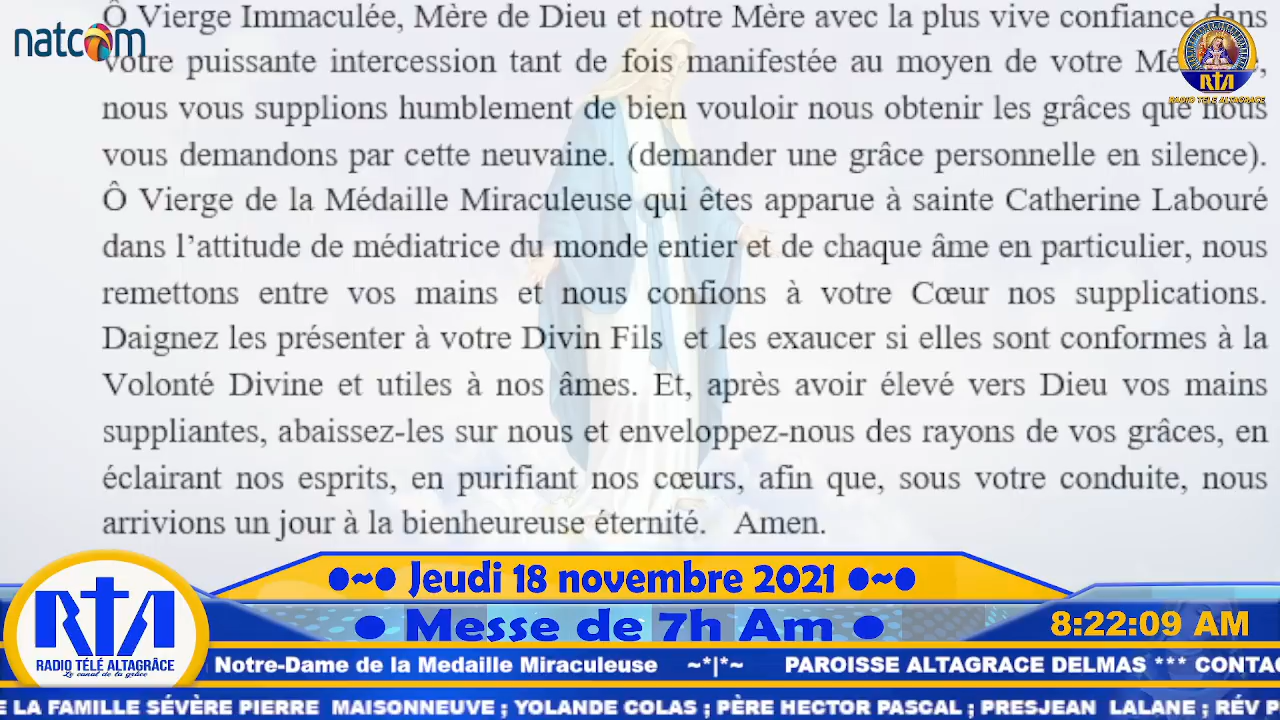 Ô Vierge Immaculée, Mère de Dieu et notre Mère avec la plus vive confiance dans
natcom
votre puissante intercession tant de fois manifestée au moyen de votre
nous vous supplions humblement de bien vouloir nous obtenir les grâces que nous
RTA
RADIO TELE ALTAGRACE
vous demandons par cette neuvaine. (demander une grâce personnelle en silence).
Ô Vierge de la Médaille Miraculeuse qui êtes apparue à sainte Catherine Labouré
dans l’attitude de médiatrice du monde entier et de chaque âme en particulier, nous
remettons entre vos mains et nous confions à votre Cœur nos supplications.
Daignez les présenter à votre Divin Fils et les exaucer si elles sont conformes à la
Volonté Divine et utiles à nos âmes. Et, après avoir élevé vers Dieu vos mains
suppliantes, abaissez-les sur nous et enveloppez-nous des rayons de vos grâces, en
éclairant nos esprits, en purifiant nos cœurs, afin que, sous votre conduite, nous
arrivions un jour à la bienheureuse éternité. Amen.
●~● Jeudi 18 novembre 2021 ●~●
● Messe de 7h Am ●
8:22:09 AM
RTA
RADIO TÉLÉ ALTAGRÂCE
Le canal de la grâce
Notre-Dame de la Medaille Miraculeuse ~*|*~ PAROISSE ALTAGRACE DELMAS *** CONTAC
E LA FAMILLE SÉVÈRE PIERRE MAISONNEUVE ; YOLANDE COLAS ; PÈRE HECTOR PASCAL ; PRESJEAN LALANE ; RÉV P